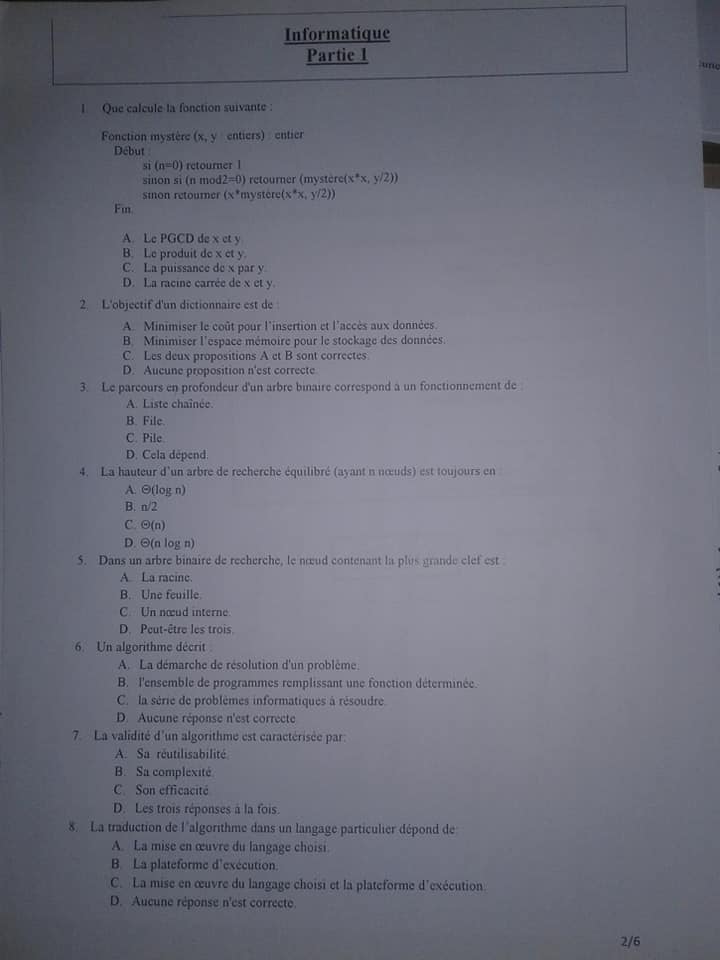 Informatique
Partie 1
1. Que calcule la fonction suivante :
Fonction mystère (x, y : entiers) : entier
Début :
si (n=0) retourner 1
sinon si (n mod2=0) retourner (mystère(x*x, y/2))
sinon retourner (x*mystère(x*x, y/2))
Fin.
A. Le PGCD de x et y.
B. Le produit de x et y.
C. La puissance de x par y.
D. La racine carrée de x et y.
2. L'objectif d'un dictionnaire est de :
A. Minimiser le coût pour l'insertion et l'accès aux données.
B. Minimiser l'espace mémoire pour le stockage des données.
C. Les deux propositions A et B sont correctes.
D. Aucune proposition n'est correcte.
3. Le parcours en profondeur d'un arbre binaire correspond à un fonctionnement de :
A. Liste chaînée.
B. File.
C. Pile.
D. Cela dépend.
4. La hauteur d'un arbre de recherche équilibré (ayant n nœuds) est toujours en :
A. Θ(log n)
B. n/2
C. Θ(n)
D. Θ(n log n)
5. Dans un arbre binaire de recherche, le nœud contenant la plus grande clef est :
A. La racine.
B. Une feuille.
C. Un nœud interne.
D. Peut-être les trois.
6. Un algorithme décrit :
A. La démarche de résolution d'un problème.
B. l'ensemble de programmes remplissant une fonction déterminée.
C. la série de problèmes informatiques à résoudre.
D. Aucune réponse n'est correcte
7. La validité d'un algorithme est caractérisée par:
A. Sa réutilisabilité.
B. Sa complexité.
C. Son efficacité.
D. Les trois réponses à la fois.
8. La traduction de l'algorithme dans un langage particulier dépond de:
A. La mise en œuvre du langage choisi.
B. La plateforme d'exécution.
C. La mise en œuvre du langage choisi et la plateforme d'exécution.
D. Aucune réponse n'est correcte.
2/6